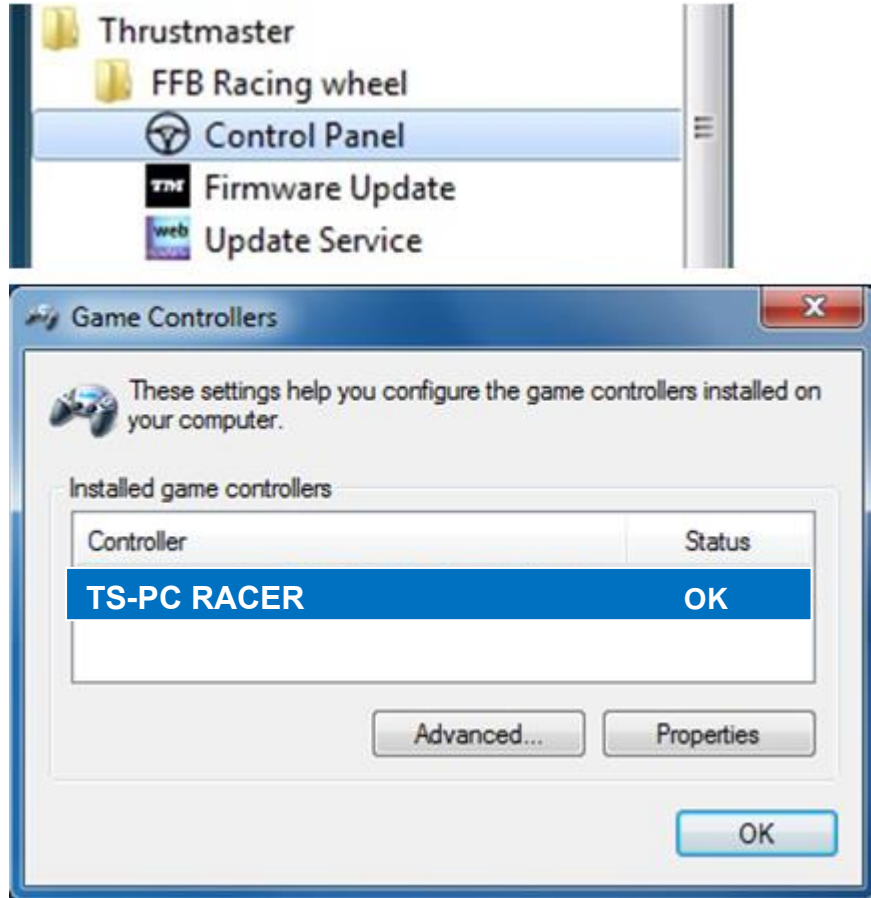 Thrustmaster
FFB Racing wheel
Control Panel
TM Firmware Update
web Update Service
Game Controllers
These settings help you configure the game controllers installed on
your computer.
Installed game controllers
Controller Status
TS-PC RACER OK
Advanced... Properties
OK